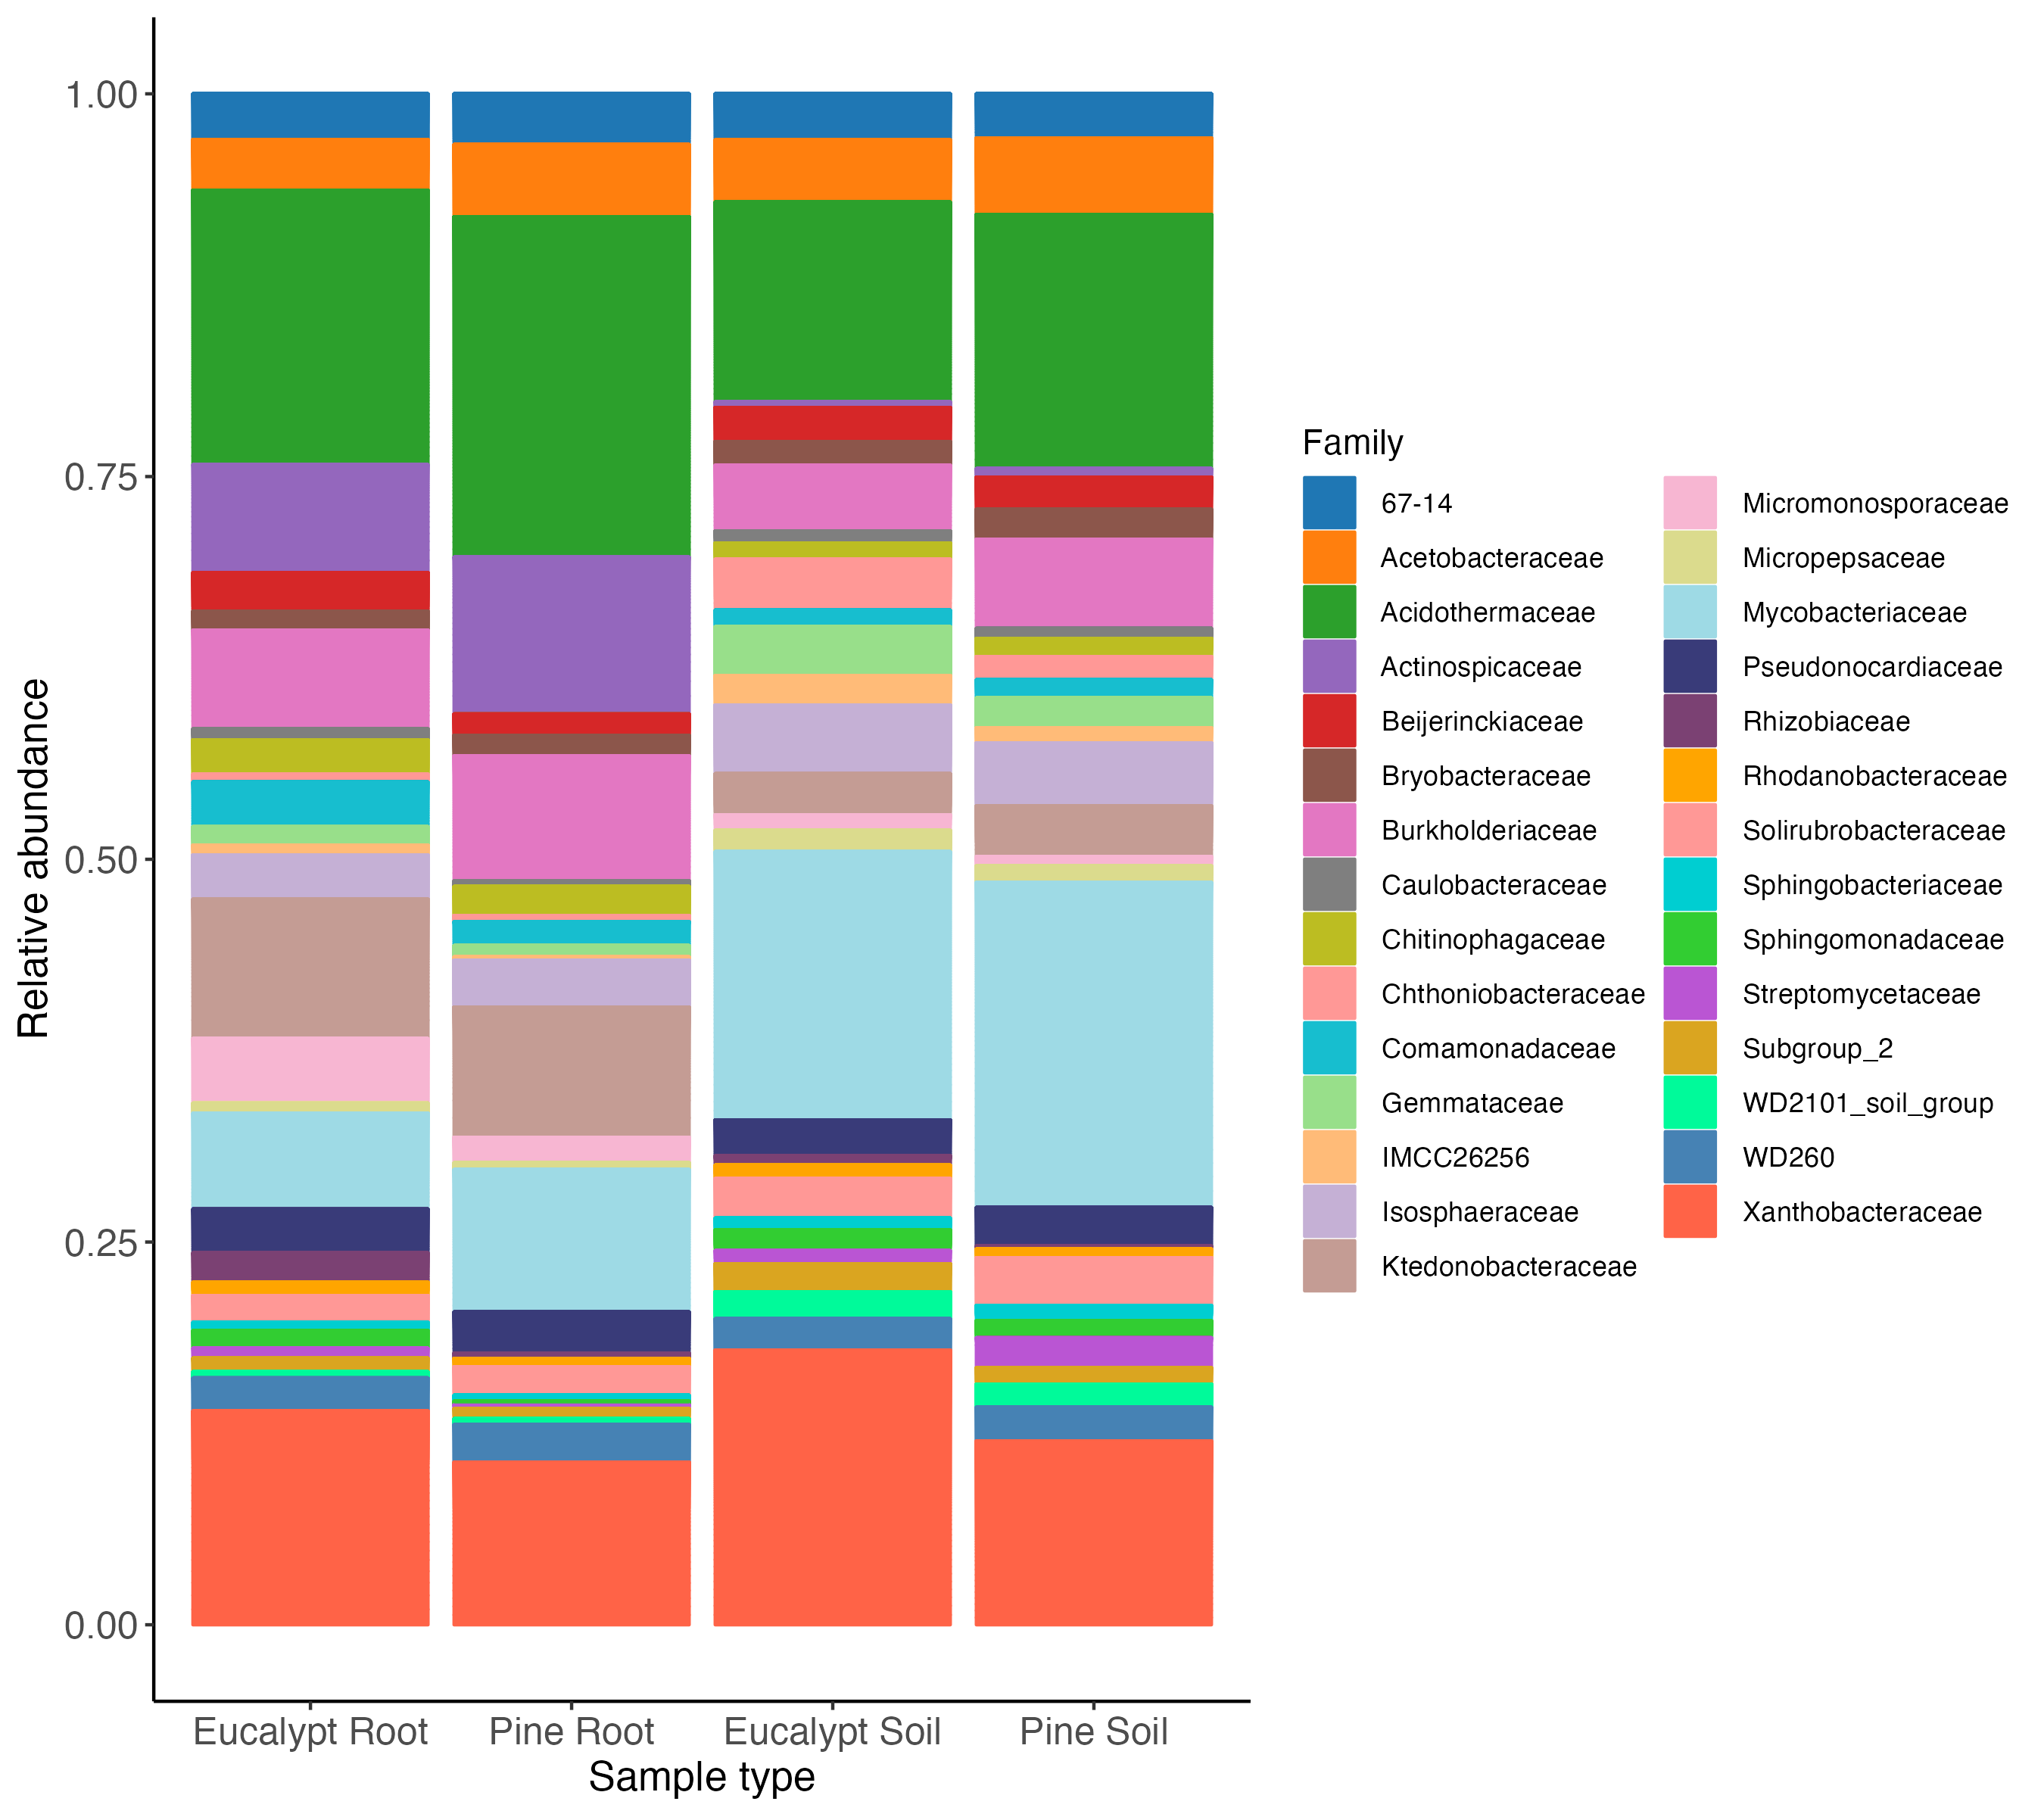 1.00
0.75
0.50
0.25
0.00
Relative abundance
Eucalypt Root
Pine Root
Eucalypt Soil
Pine Soil
Sample type
Family
67-14
Acetobacteraceae
Acidothermaceae
Actinospicaceae
Beijerinckiaceae
Bryobacteraceae
Burkholderiaceae
Caulobacteraceae
Chitinophagaceae
Chthoniobacteraceae
Comamonadaceae
Gemmataceae
IMCC26256
Isosphaeraceae
Ktedonobacteraceae
Micromonosporaceae
Micropepsaceae
Mycobacteriaceae
Pseudonocardiaceae
Rhizobiaceae
Rhodanobacteraceae
Solirubrobacteraceae
Sphingobacteriaceae
Sphingomonadaceae
Streptomycetaceae
Subgroup_2
WD2101_soil_group
WD260
Xanthobacteraceae